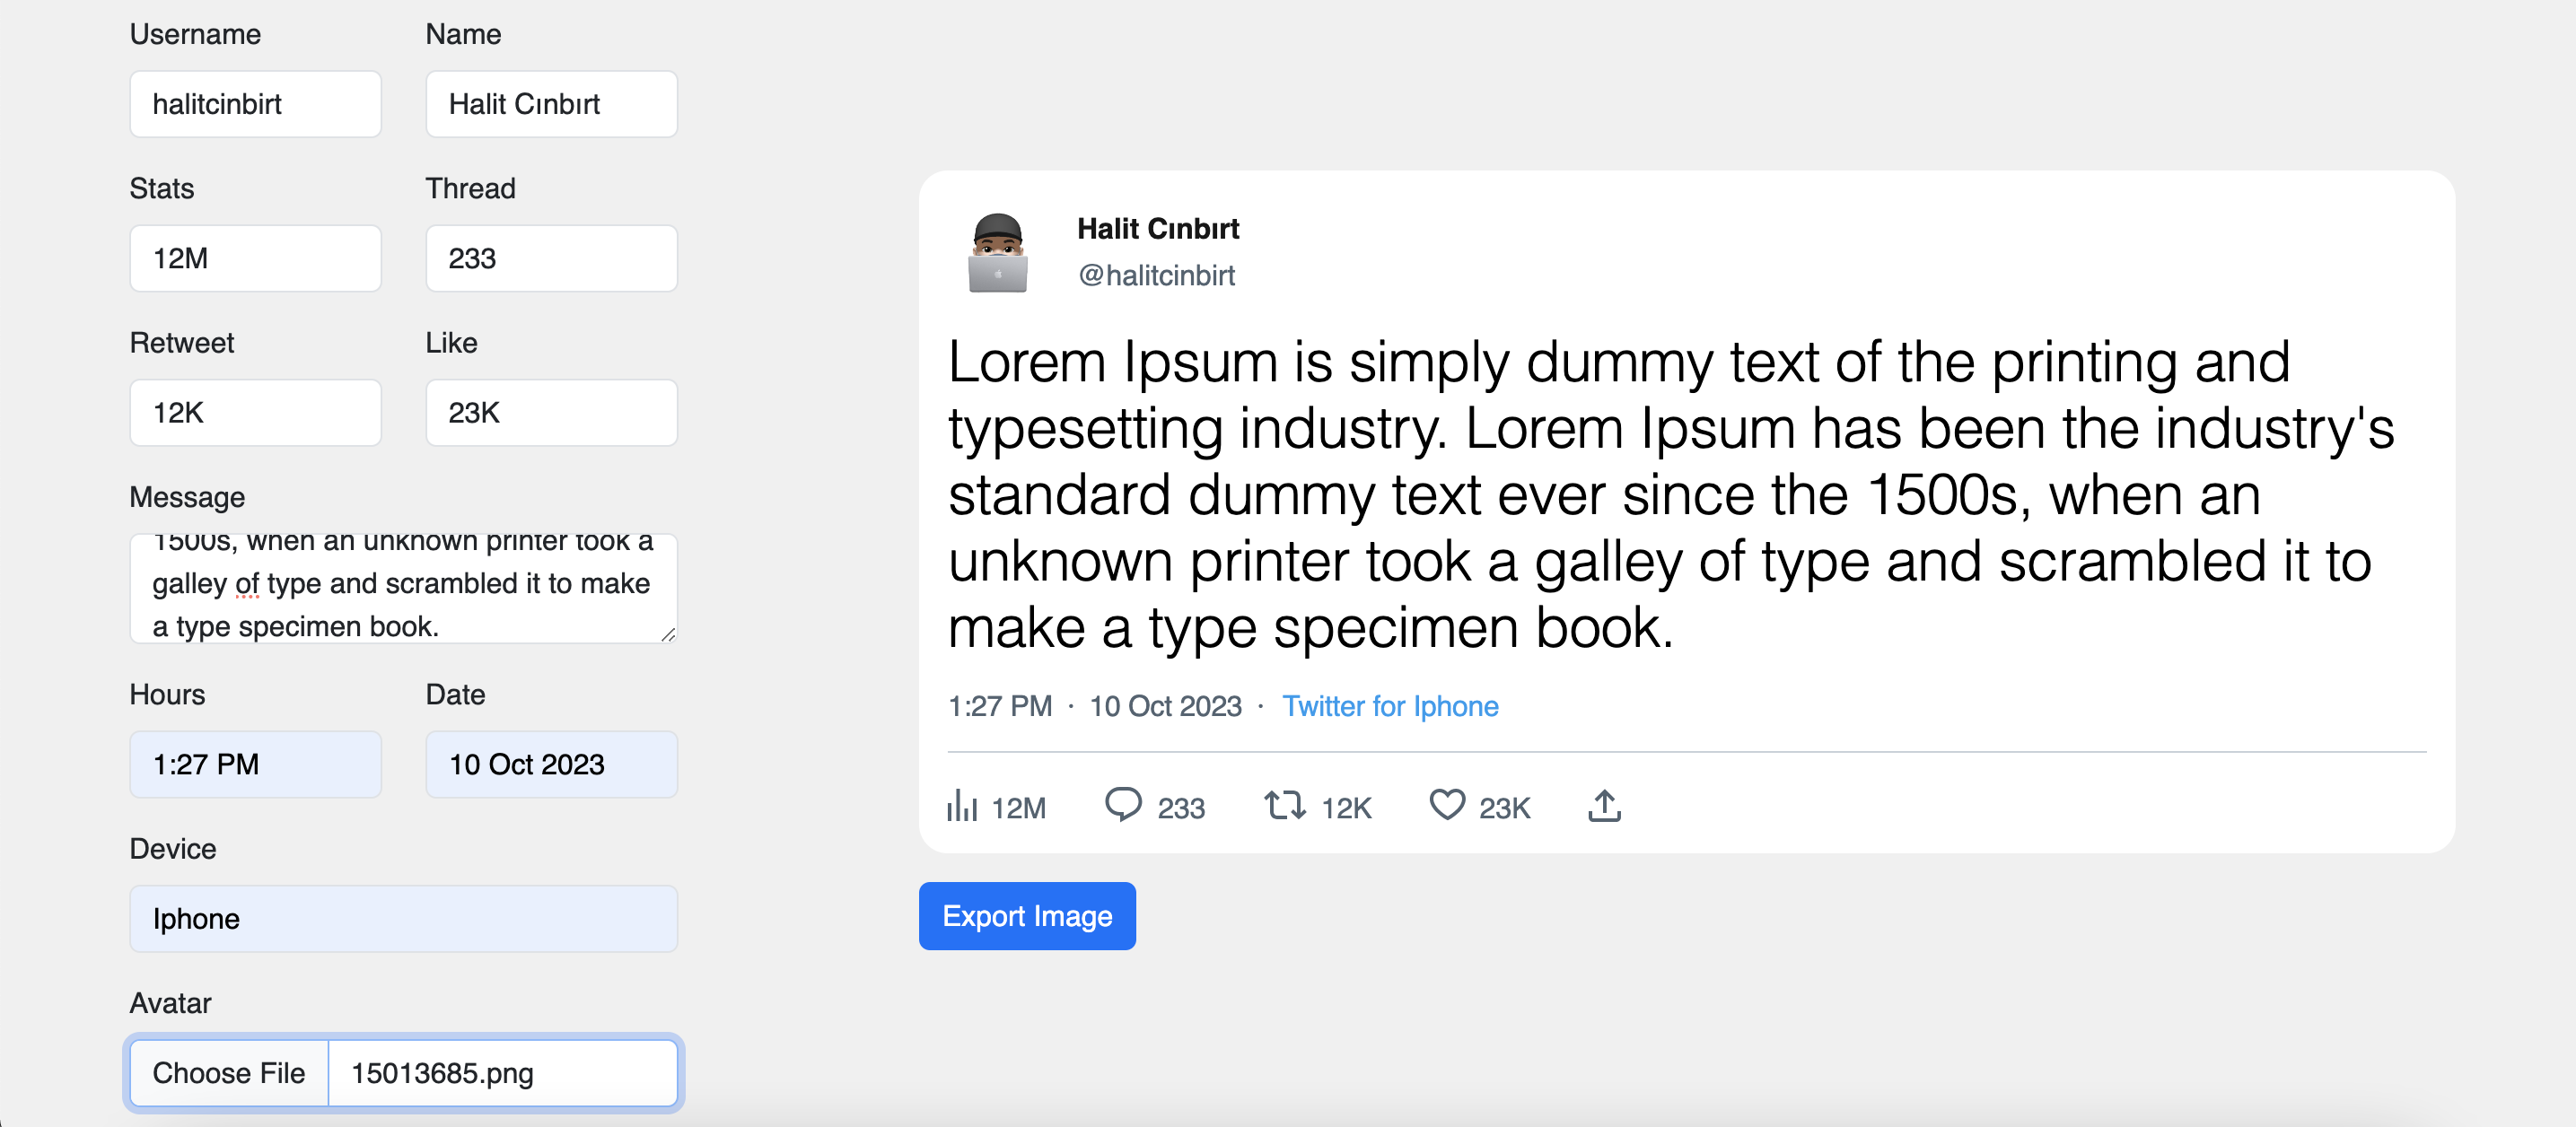 Username Name
halitcinbirt Halit Cınbırt
Stats Thread
12M 233
Retweet Like
12K 23K
Message
1500s, when an unknown printer took a
galley of type and scrambled it to make
a type specimen book.
Hours Date
1:27 PM 10 Oct 2023
Device
Iphone
Avatar
Choose File 15013685.png
Halit Cınbırt
@halitcinbirt
Lorem Ipsum is simply dummy text of the printing and
typesetting industry. Lorem Ipsum has been the industry's
standard dummy text ever since the 1500s, when an
unknown printer took a galley of type and scrambled it to
make a type specimen book.
1:27 PM · 10 Oct 2023 · Twitter for Iphone
12M 233 12K 23K
Export Image